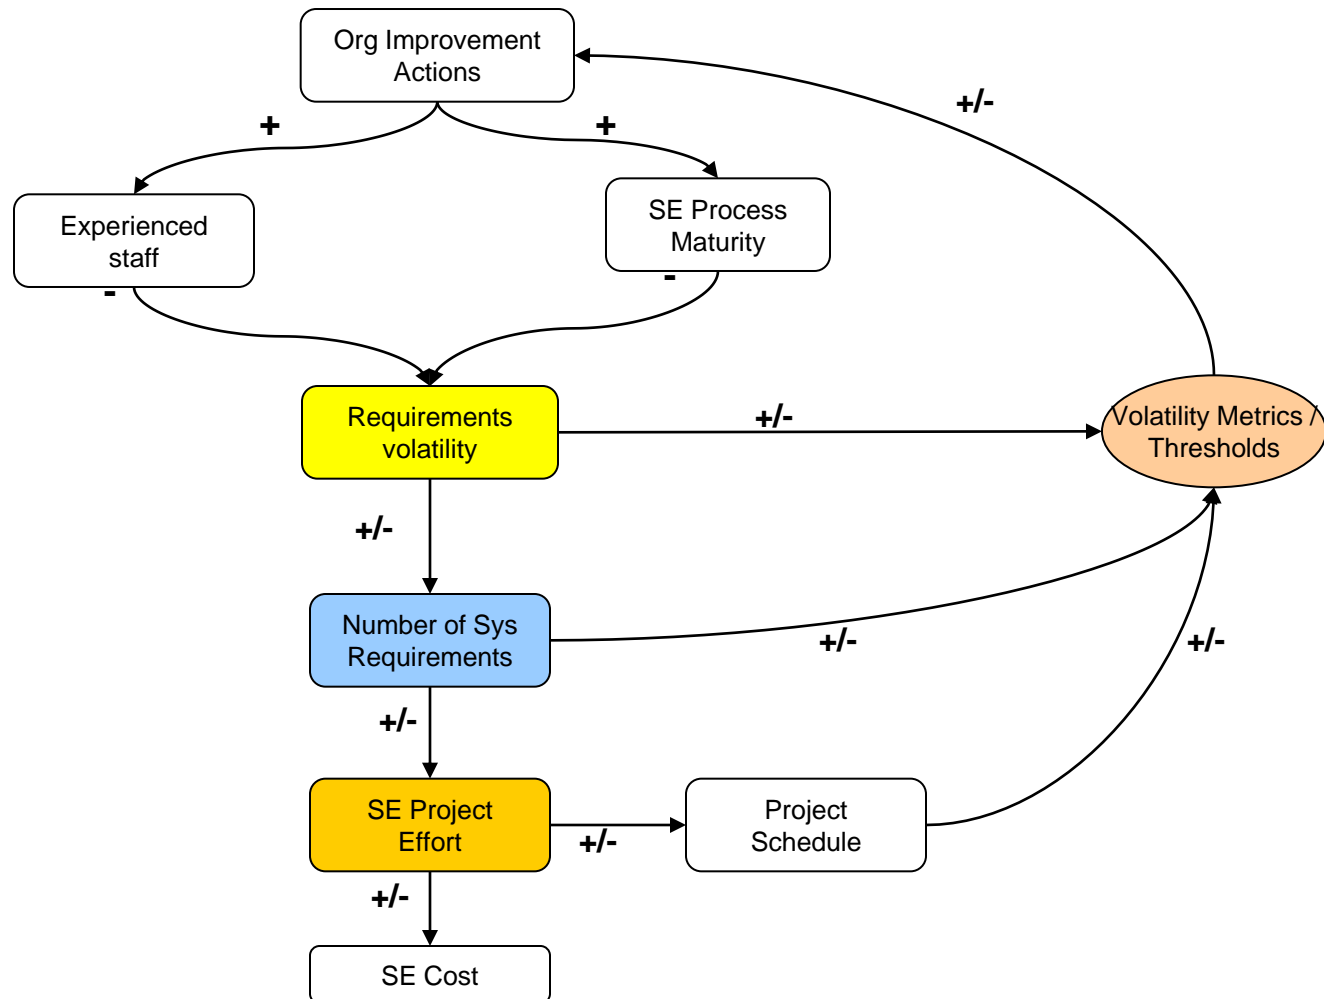 Org Improvement
Actions
+/-
+
+
SE Process
Maturity
Experienced
staff
-
-
Requirements
volatility
+/-
Volatility Metrics /
Thresholds
+/-
Number of Sys
Requirements
+/-
+/-
+/-
SE Project
Effort
+/-
Project
Schedule
+/-
SE Cost